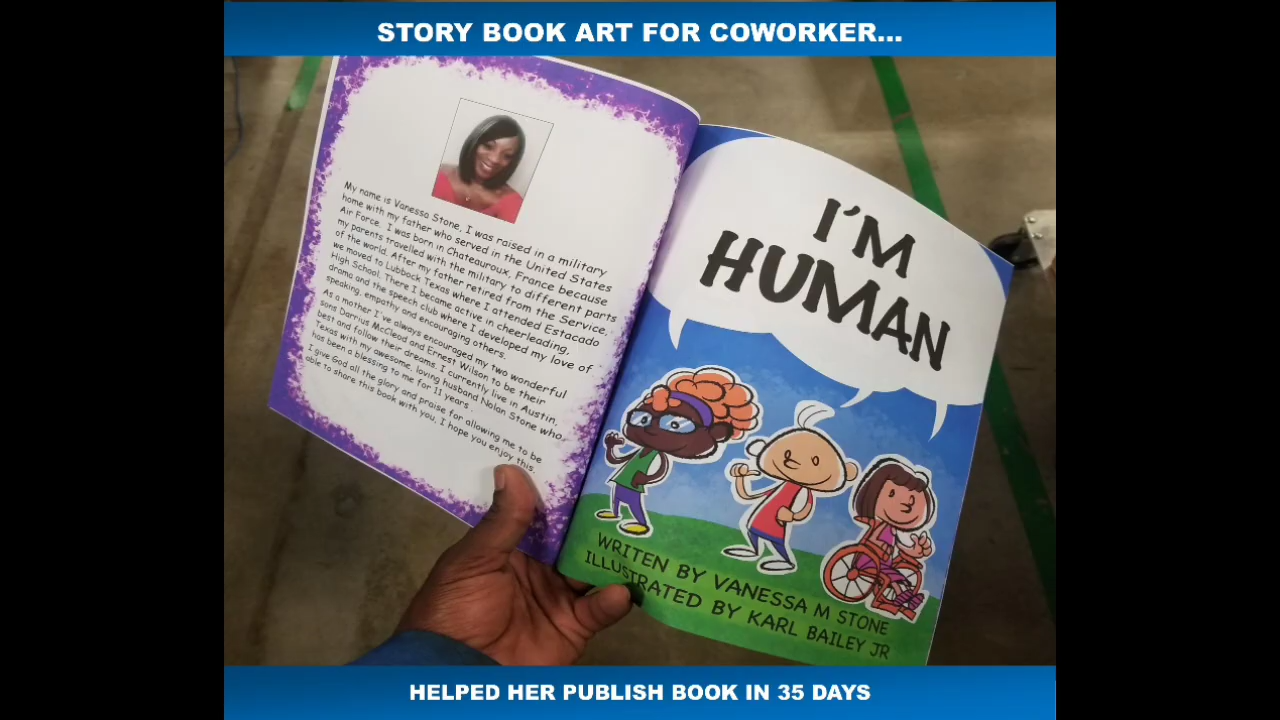 STORY BOOK ART FOR COWORKER...
My name is Vanessa Stone, I was raised in a military
home with my father who served in the United States
Air Force. I was born in Chateauroux, France because
my parents travelled with the military to different parts
of the world. After my father retired from the Service,
we moved to Lubbock Texas where I attended Estacado
High School. There I became active in cheerleading,
drama and the speech club where I developed my love of
speaking, empathy and encouraging others.
As a mother I've always encouraged my two wonderful
sons Darrius McCleod and Ernest Wilson to be their
best and follow their dreams. I currently live in Austin,
Texas with my awesome, loving husband Nolan Stone who,
has been a blessing to me for 11 years.
I give God all the glory and praise for allowing me to be
able to share this book with you, I hope you enjoy this.
I'M
HUMAN
WRITEN BY VANESSA M STONE
ILLUSTRATED BY KARL BAILEY JR
HELPED HER PUBLISH BOOK IN 35 DAYS